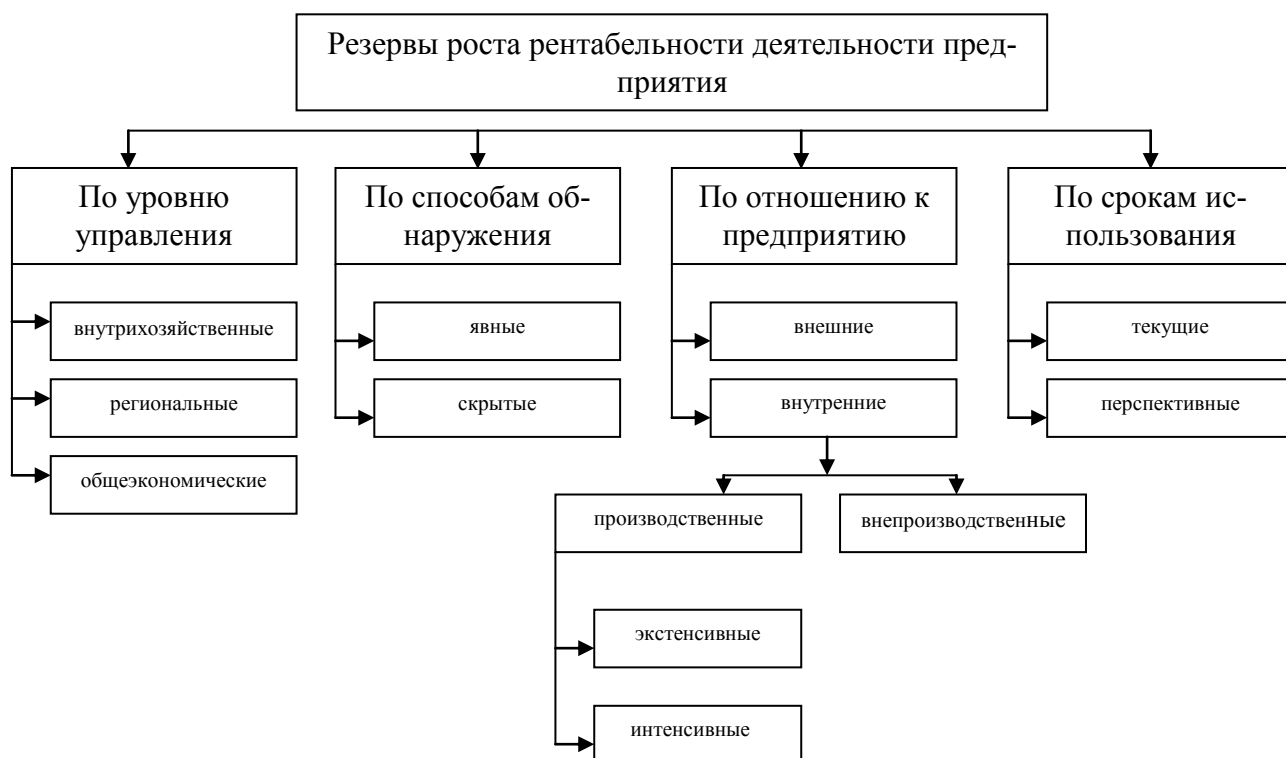 Резервы роста рентабельности деятельности пред-
приятия
По уровню
управления
По способам об-
наружения
По отношению к
предприятию
По срокам ис-
пользования
внутрихозяйственные
явные
внешние
текущие
региональные
скрытые
внутренние
перспективные
общеэкономические
производственные
внепроизводственные
экстенсивные
интенсивные